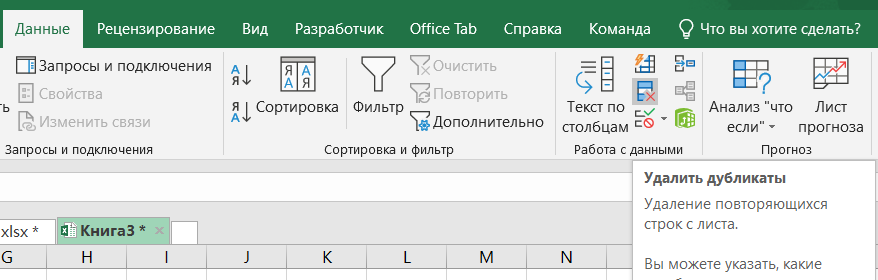 Данные Рецензирование Вид Разработчик Office Tab Справка Команда Что вы хотите сделать?
Запросы и подключения
Свойства
Изменить связи
Запросы и подключения
А
Я
Я
А
Я А
А Я
Сортировка
Фильтр
Очистить
Повторить
Дополнительно
Сортировка и фильтр
Текст по
столбцам
Работа с данными
Анализ "что
если"
Лист
прогноза
Прогноз
Удалить дубликаты
Удаление повторяющихся
строк с листа.
Вы можете указать, какие
xlsx * Книга3 *
G H I J K L M N